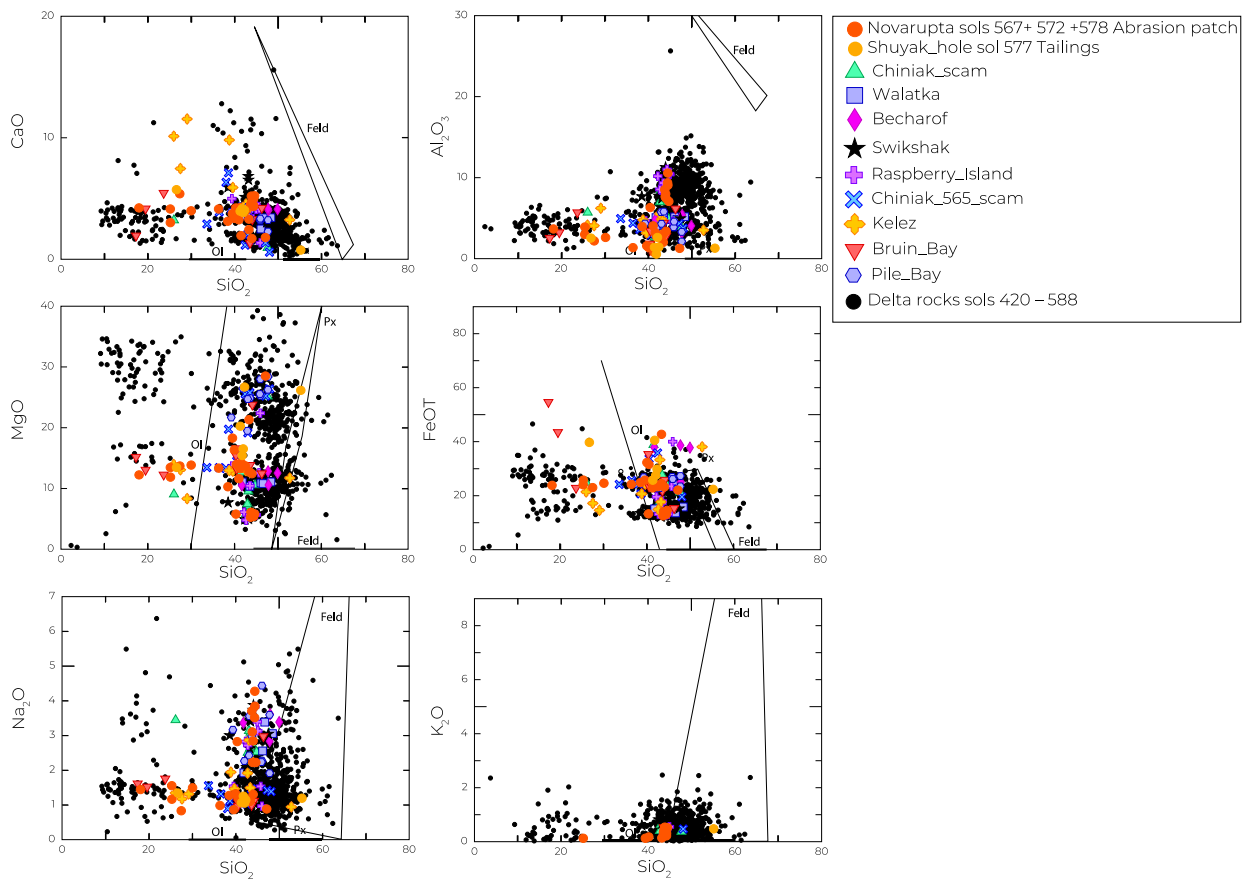 CaO
20
10
0
0
20
40
60
80
SiO2
Feld
Ol
Al2O3
30
20
10
0
0
20
40
60
80
SiO2
Feld
Ol
Novarupta sols 567+ 572 +578 Abrasion patch
Shuyak_hole sol 577 Tailings
Chiniak_scam
Walatka
Becharof
Swikshak
Raspberry_Island
Chiniak_565_scam
Kelez
Bruin_Bay
Pile_Bay
Delta rocks sols 420 – 588
MgO
40
30
20
10
0
0
20
40
60
80
SiO2
Px
Ol
Feld
FeOT
80
60
40
20
0
0
20
40
60
80
SiO2
Ol
Px
Na2O
7
6
5
4
3
2
1
0
0
20
40
60
80
SiO2
Feld
Ol
Px
K2O
8
6
4
2
0
0
20
40
60
80
SiO2
Feld
Ol